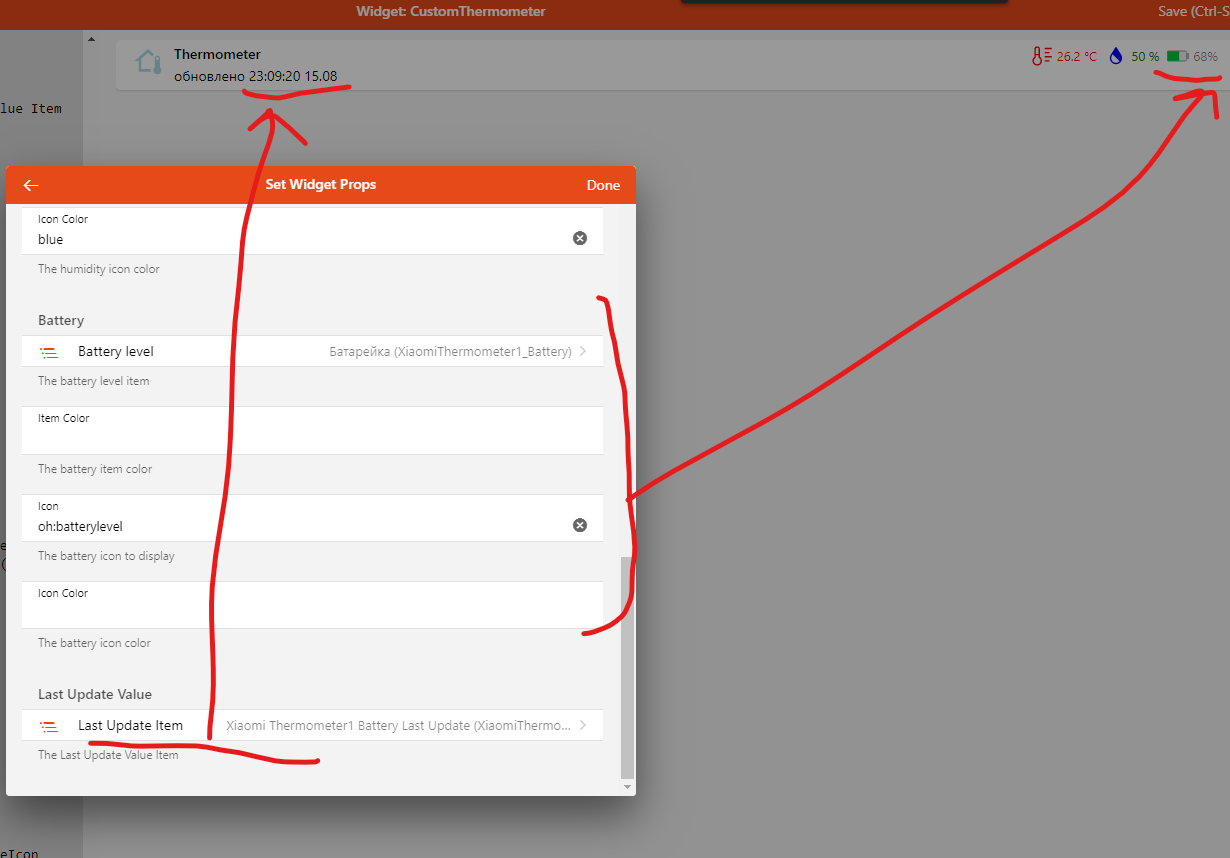 Widget: CustomThermometer
Save (Ctrl-S
Thermometer
обновлено 23:09:20 15.08
26.2 °C
50 %
68%
lue Item
Set Widget Props
Done
Icon Color
blue
The humidity icon color
Battery
Battery level
Батарейка (XiaomiThermometer1_Battery)
The battery level item
Item Color
The battery item color
Icon
oh:batterylevel
The battery icon to display
Icon Color
The battery icon color
Last Update Value
Last Update Item
Xiaomi Thermometer1 Battery Last Update (XiaomiThermo...
The Last Update Value Item
e
(
eIcon